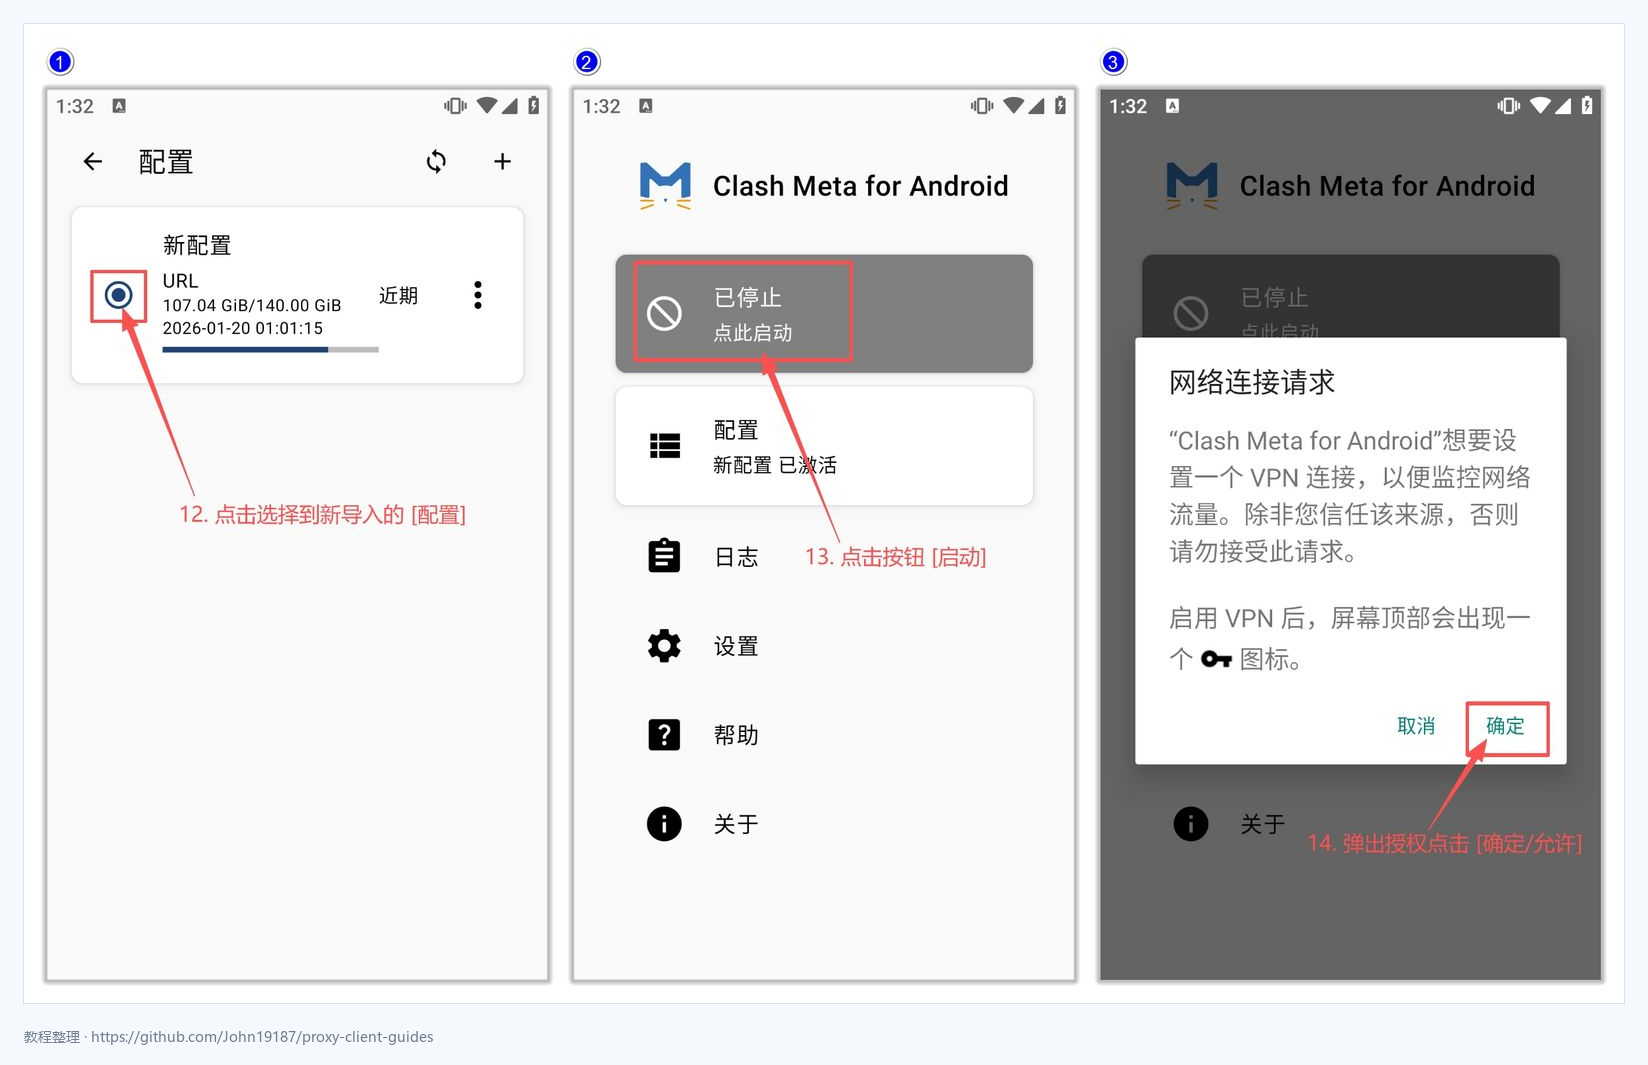 1
1:32
配置
新配置
URL
107.04 GiB/140.00 GiB
近期
2026-01-20 01:01:15
12. 点击选择到新导入的 [配置]
2
1:32
Clash Meta for Android
已停止
点此启动
配置
新配置 已激活
日志
13. 点击按钮 [启动]
设置
帮助
关于
3
1:32
Clash Meta for Android
已停止
点此启动
网络连接请求
“Clash Meta for Android”想要设
置一个 VPN 连接，以便监控网络
流量。除非您信任该来源，否则
请勿接受此请求。
启用 VPN 后，屏幕顶部会出现一
个 图标。
取消
确定
关于
14. 弹出授权点击 [确定/允许]
教程整理 · https://github.com/John19187/proxy-client-guides